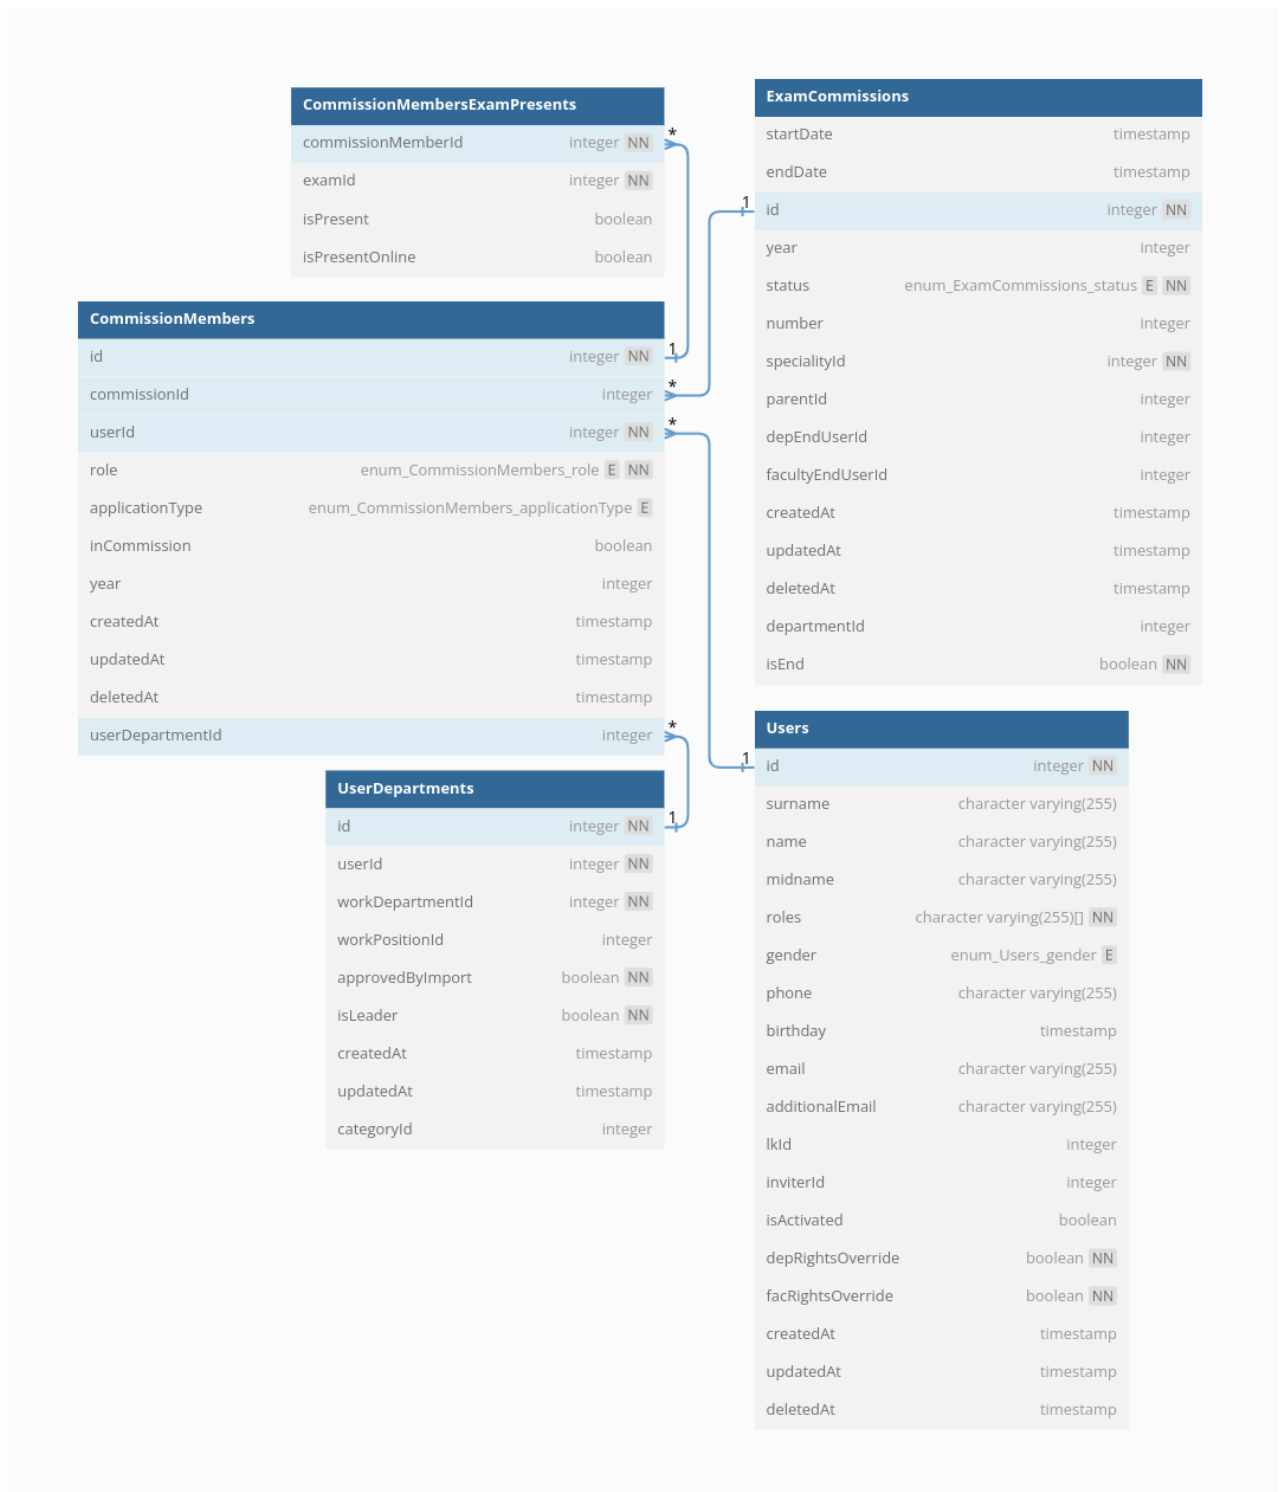 CommissionMembersExamPresents
commissionMemberId integer NN
examId integer NN
isPresent boolean
isPresentOnline boolean
*
CommissionMembers
id integer NN
commissionId integer
userId integer NN
role enum_CommissionMembers_role E NN
applicationType enum_CommissionMembers_applicationType E
inCommission boolean
year integer
createdAt timestamp
updatedAt timestamp
deletedAt timestamp
userDepartmentId integer
1
*
*
*
UserDepartments
id integer NN
userId integer NN
workDepartmentId integer NN
workPositionId integer
approvedByImport boolean NN
isLeader boolean NN
createdAt timestamp
updatedAt timestamp
categoryId integer
1
ExamCommissions
startDate timestamp
endDate timestamp
1
id integer NN
year integer
status enum_ExamCommissions_status E NN
number integer
specialityId integer NN
parentId integer
depEndUserId integer
facultyEndUserId integer
createdAt timestamp
updatedAt timestamp
deletedAt timestamp
departmentId integer
isEnd boolean NN
Users
1
id integer NN
surname character varying(255)
name character varying(255)
midname character varying(255)
roles character varying(255)[] NN
gender enum_Users_gender E
phone character varying(255)
birthday timestamp
email character varying(255)
additionalEmail character varying(255)
lkId integer
inviterId integer
isActivated boolean
depRightsOverride boolean NN
facRightsOverride boolean NN
createdAt timestamp
updatedAt timestamp
deletedAt timestamp